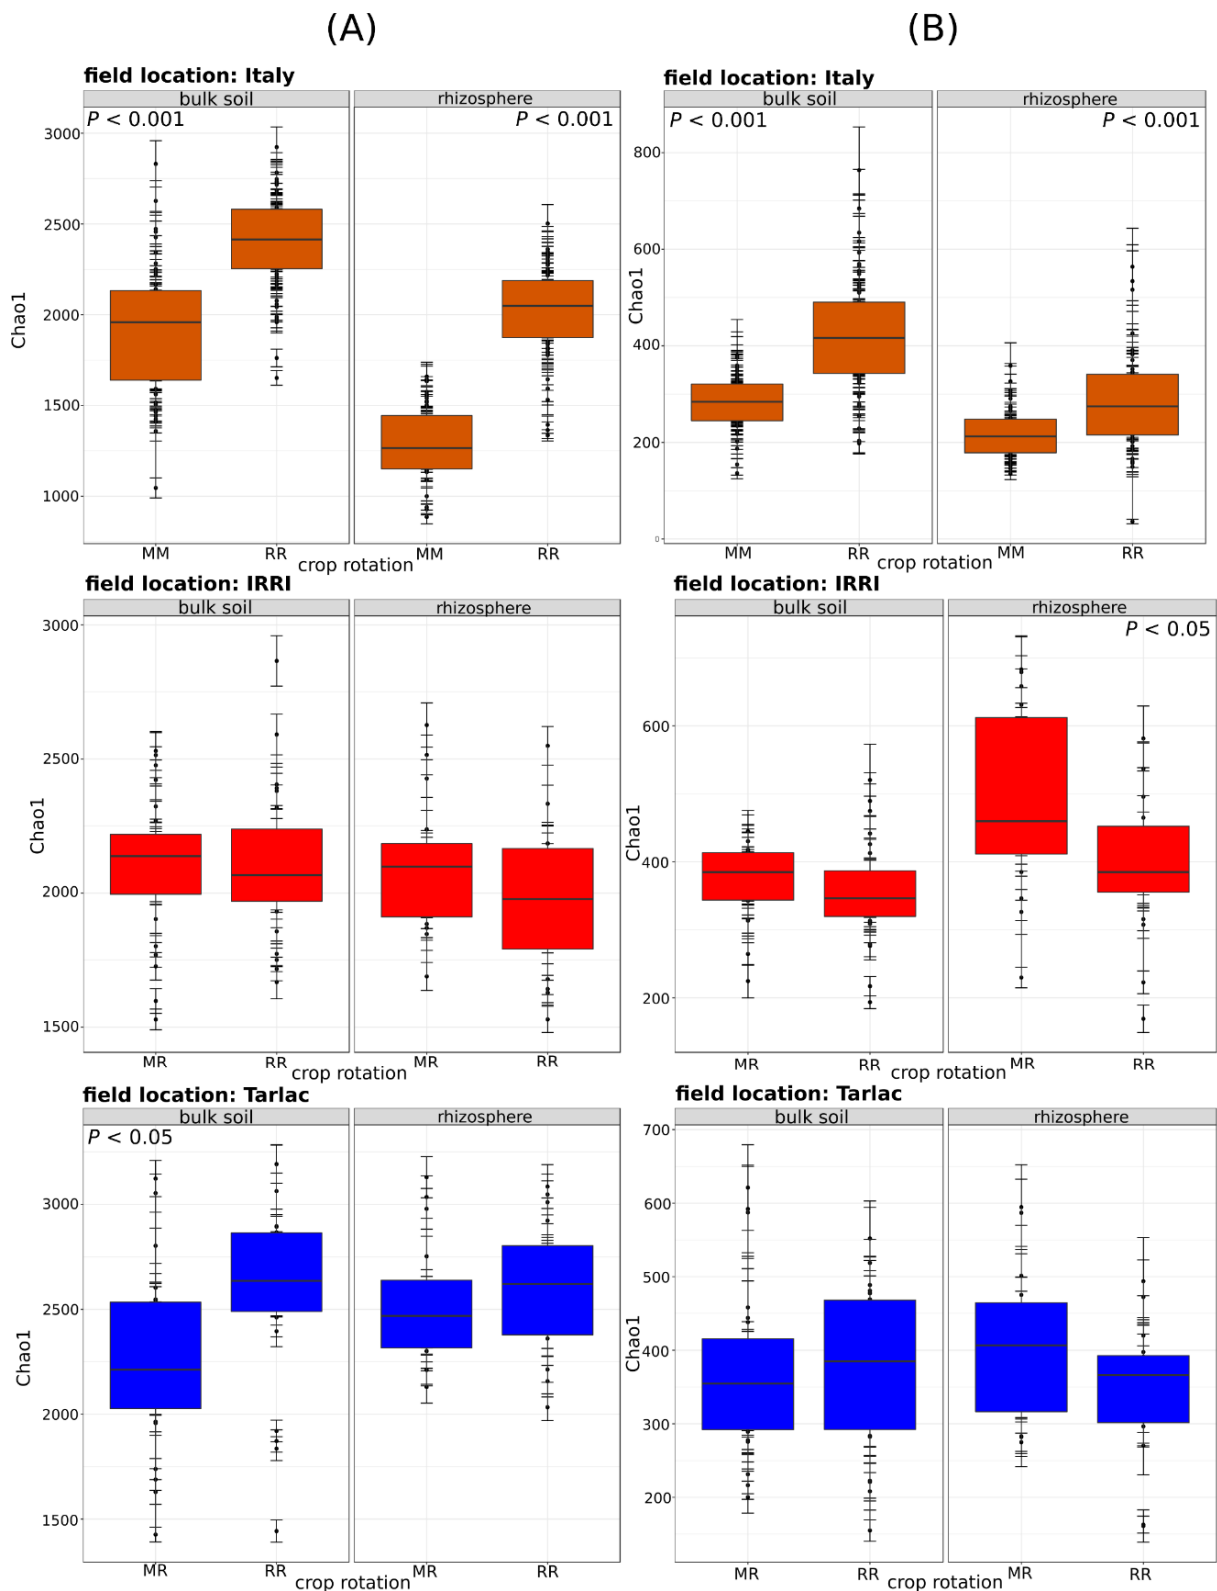 (A)
(B)
field location: Italy
bulk soil
rhizosphere
P < 0.001
P < 0.001
3000
2500
2000
1500
1000
Chao1
MM
RR
MM
RR
crop rotation
field location: Italy
bulk soil
rhizosphere
P < 0.001
P < 0.001
800
600
400
200
0
Chao1
MM
RR
MM
RR
crop rotation
field location: IRRI
bulk soil
rhizosphere
3000
2500
2000
1500
Chao1
MR
RR
MR
RR
crop rotation
field location: IRRI
bulk soil
rhizosphere
P < 0.05
600
400
200
Chao1
MR
RR
MR
RR
crop rotation
field location: Tarlac
bulk soil
rhizosphere
P < 0.05
3000
2500
2000
1500
Chao1
MR
RR
MR
RR
crop rotation
field location: Tarlac
bulk soil
rhizosphere
700
600
500
400
300
200
Chao1
MR
RR
MR
RR
crop rotation